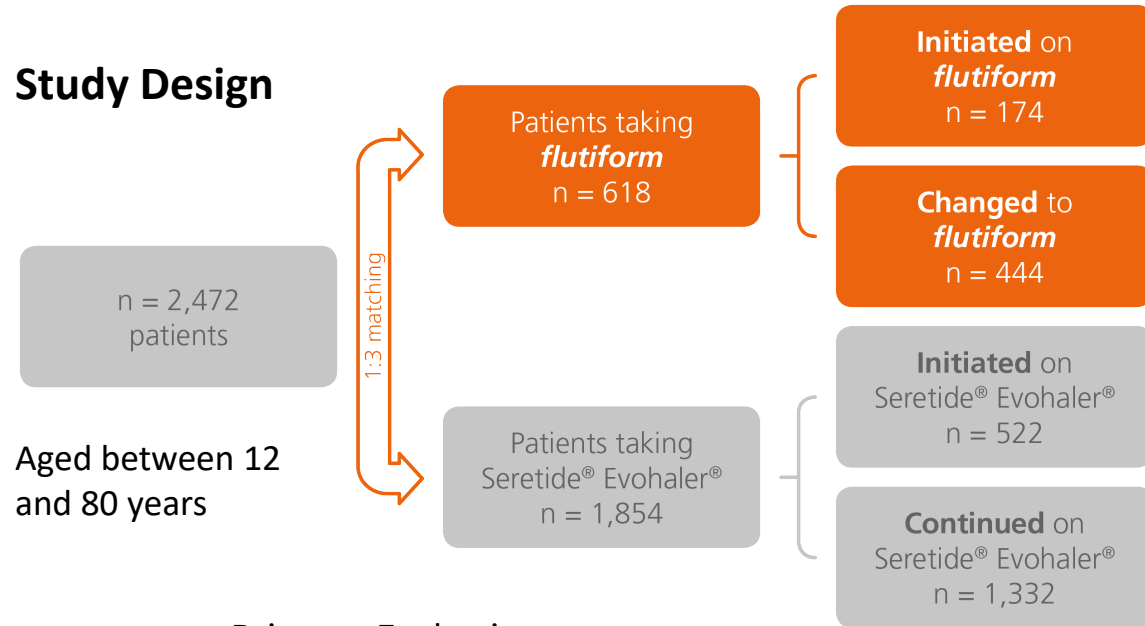 Study Design
n = 2,472
patients
Aged between 12
and 80 years
1:3 matching
Patients taking
flutiform
n = 618
Patients taking
Seretide® Evohaler®
n = 1,854
Initiated on
flutiform
n = 174
Changed to
flutiform
n = 444
Initiated on
Seretide® Evohaler®
n = 522
Continued on
Seretide® Evohaler®
n = 1,332